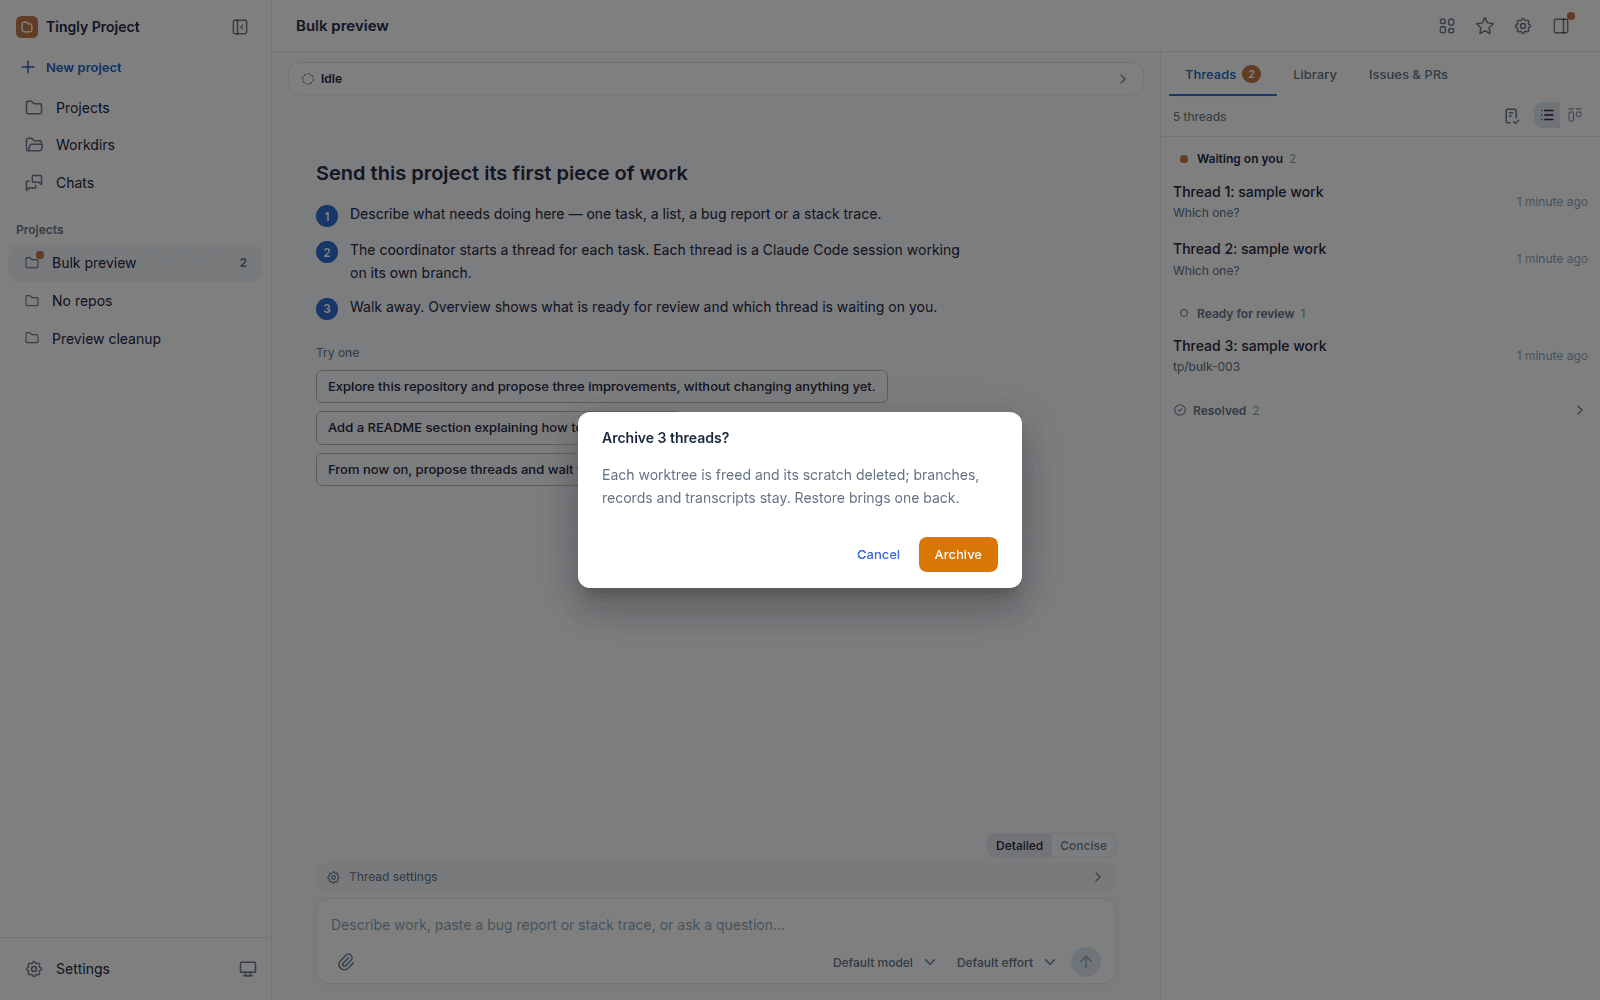 Tingly Project
New project
Projects
Workdirs
Chats
Projects
Bulk preview 2
No repos
Preview cleanup
Settings
Bulk preview
Idle
Send this project its first piece of work
1 Describe what needs doing here — one task, a list, a bug report or a stack trace.
2 The coordinator starts a thread for each task. Each thread is a Claude Code session working
on its own branch.
3 Walk away. Overview shows what is ready for review and which thread is waiting on you.
Try one
Explore this repository and propose three improvements, without changing anything yet.
Add a README section explaining how
From now on, propose threads and wait
Archive 3 threads?
Each worktree is freed and its scratch deleted; branches,
records and transcripts stay. Restore brings one back.
Cancel Archive
Detailed Concise
Thread settings
Describe work, paste a bug report or stack trace, or ask a question...
Default model Default effort
Threads 2 Library Issues & PRs
5 threads
Waiting on you 2
Thread 1: sample work
Which one?
1 minute ago
Thread 2: sample work
Which one?
1 minute ago
Ready for review 1
Thread 3: sample work
tp/bulk-003
1 minute ago
Resolved 2